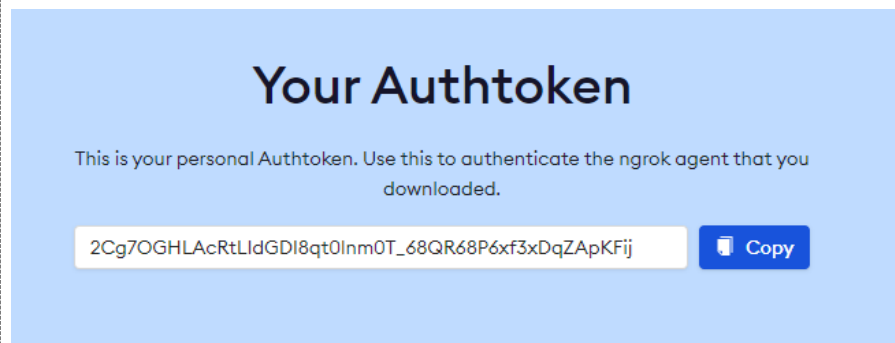 Your Authtoken
This is your personal Authtoken. Use this to authenticate the ngrok agent that you
downloaded.
2Cg7OGHLAcRtLIdGDI8qt0Inm0T_68QR68P6xf3xDqZApKFij
Copy